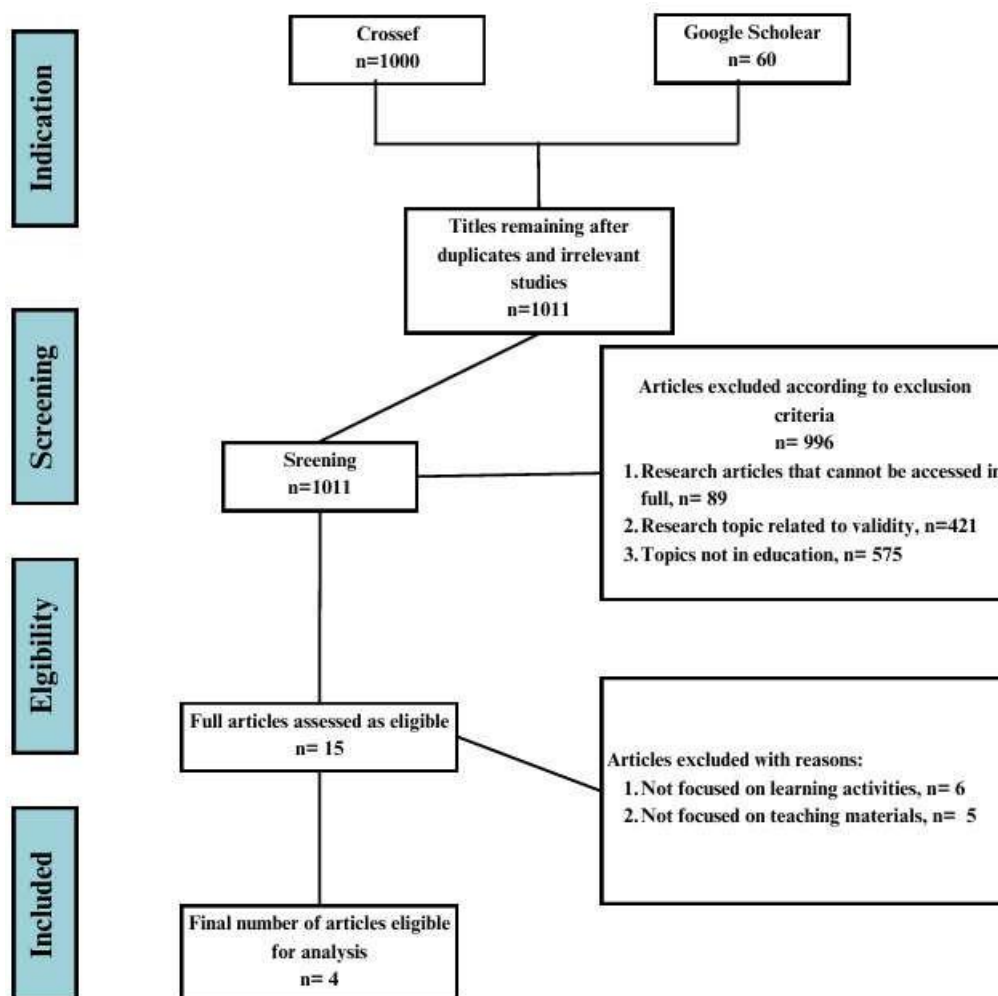 Indication
Crossef
n=1000
Google Scholear
n= 60
Titles remaining after
duplicates and irrelevant
studies
n=1011
Screening
Sreening
n=1011
Articles excluded according to exclusion
criteria
n= 996
1. Research articles that cannot be accessed in
full, n= 89
2. Research topic related to validity, n=421
3. Topics not in education, n= 575
Elgibility
Full articles assessed as eligible
n= 15
Articles excluded with reasons:
1. Not focused on learning activities, n= 6
2. Not focused on teaching materials, n= 5
Included
Final number of articles eligible
for analysis
n= 4